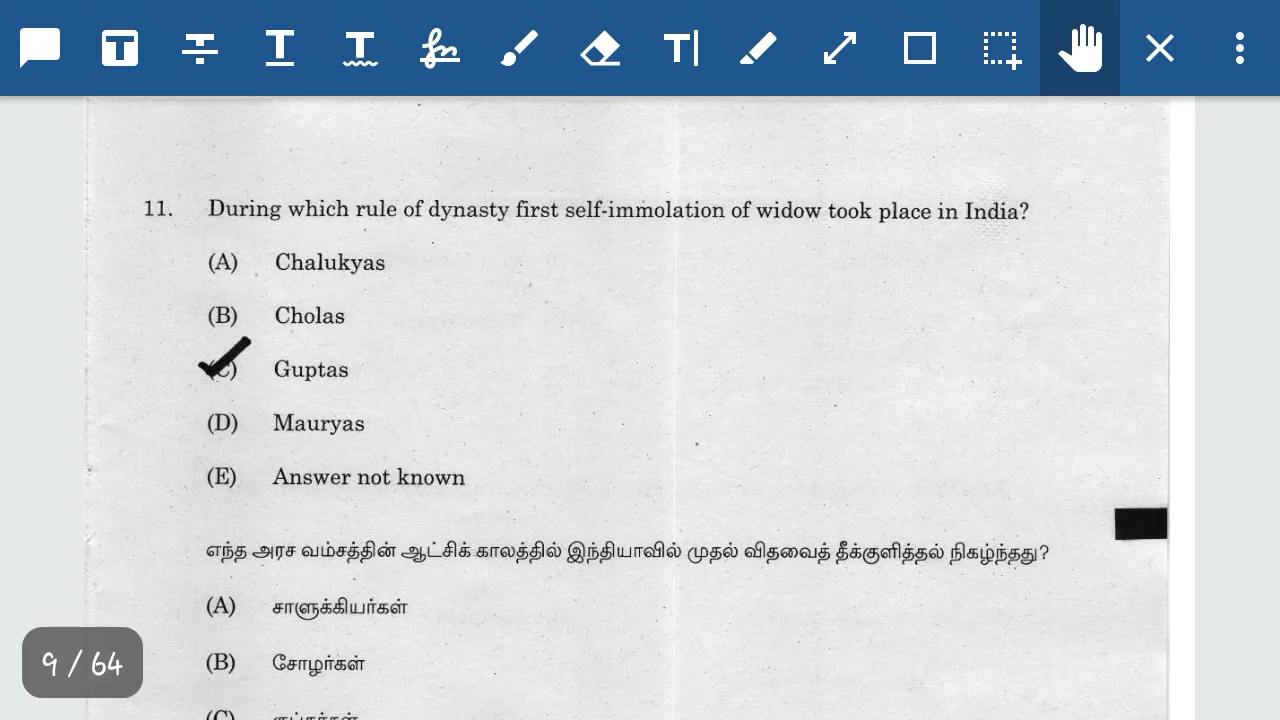 11. During which rule of dynasty first self-immolation of widow took place in India?
(A) Chalukyas
(B) Cholas
(C) Guptas
(D) Mauryas
(E) Answer not known
எந்த அரச வம்சத்தின் ஆட்சிக் காலத்தில் இந்தியாவில் முதல் விதவைத் தீக்குளித்தல் நிகழ்ந்தது?
(A) சாளுக்கியர்கள்
(B) சோழர்கள்
(C) குப்தர்கள்
9 / 64